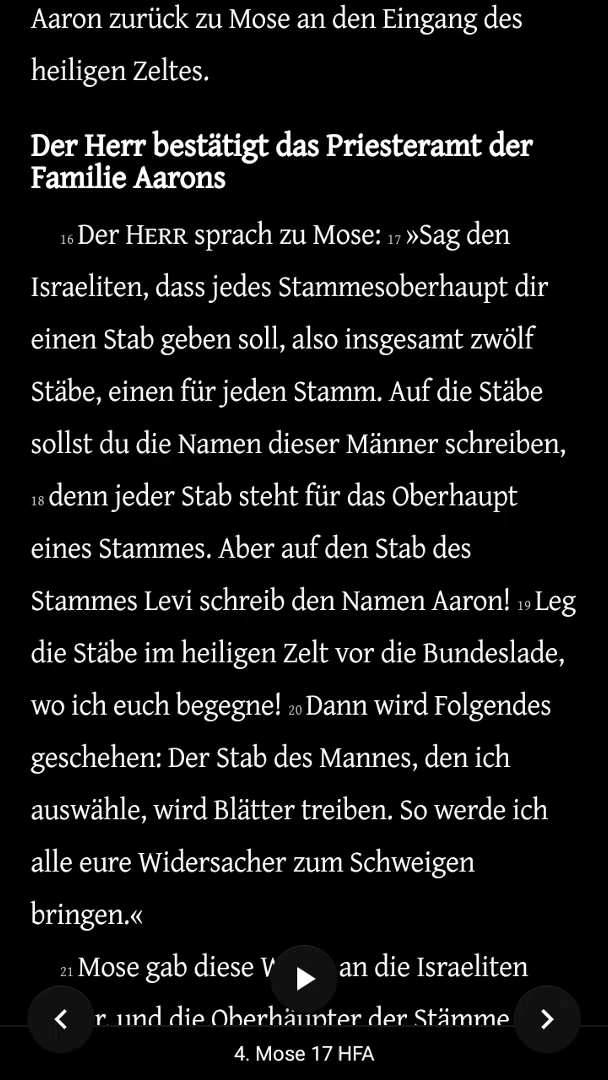 Aaron zurück zu Mose an den Eingang des
heiligen Zeltes.
Der Herr bestätigt das Priesteramt der
Familie Aarons
16 Der HERR sprach zu Mose: 17 »Sag den
Israeliten, dass jedes Stammesoberhaupt dir
einen Stab geben soll, also insgesamt zwölf
Stäbe, einen für jeden Stamm. Auf die Stäbe
sollst du die Namen dieser Männer schreiben,
18 denn jeder Stab steht für das Oberhaupt
eines Stammes. Aber auf den Stab des
Stammes Levi schreib den Namen Aaron! 19 Leg
die Stäbe im heiligen Zelt vor die Bundeslade,
wo ich euch begegne! 20 Dann wird Folgendes
geschehen: Der Stab des Mannes, den ich
auswähle, wird Blätter treiben. So werde ich
alle eure Widersacher zum Schweigen
bringen.«
21 Mose gab diese an die Israeliten
und die Oberhäupter der Stämme
4. Mose 17 HFA